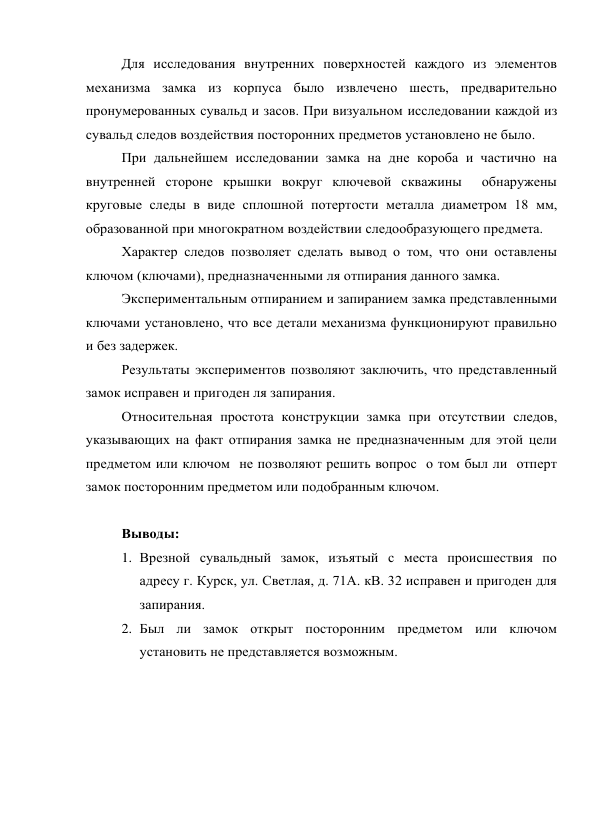 Для исследования внутренних поверхностей каждого из элементов
механизма замка из корпуса было извлечено шесть, предварительно
пронумерованных сувальд и засов. При визуальном исследовании каждой из
сувальд следов воздействия посторонних предметов установлено не было.
При дальнейшем исследовании замка на дне короба и частично на
внутренней стороне крышки вокруг ключевой скважины обнаружены
круговые следы в виде сплошной потертости металла диаметром 18 мм,
образованной при многократном воздействии следообразующего предмета.
Характер следов позволяет сделать вывод о том, что они оставлены
ключом (ключами), предназначенными ля отпирания данного замка.
Экспериментальным отпиранием и запиранием замка представленными
ключами установлено, что все детали механизма функционируют правильно
и без задержек.
Результаты экспериментов позволяют заключить, что представленный
замок исправен и пригоден ля запирания.
Относительная простота конструкции замка при отсутствии следов,
указывающих на факт отпирания замка не предназначенным для этой цели
предметом или ключом не позволяют решить вопрос о том был ли отперт
замок посторонним предметом или подобранным ключом.
Выводы:
1. Врезной сувальдный замок, изъятый с места происшествия по
адресу г. Курск, ул. Светлая, д. 71А. кВ. 32 исправен и пригоден для
запирания.
2. Был ли замок открыт посторонним предметом или ключом
установить не представляется возможным.